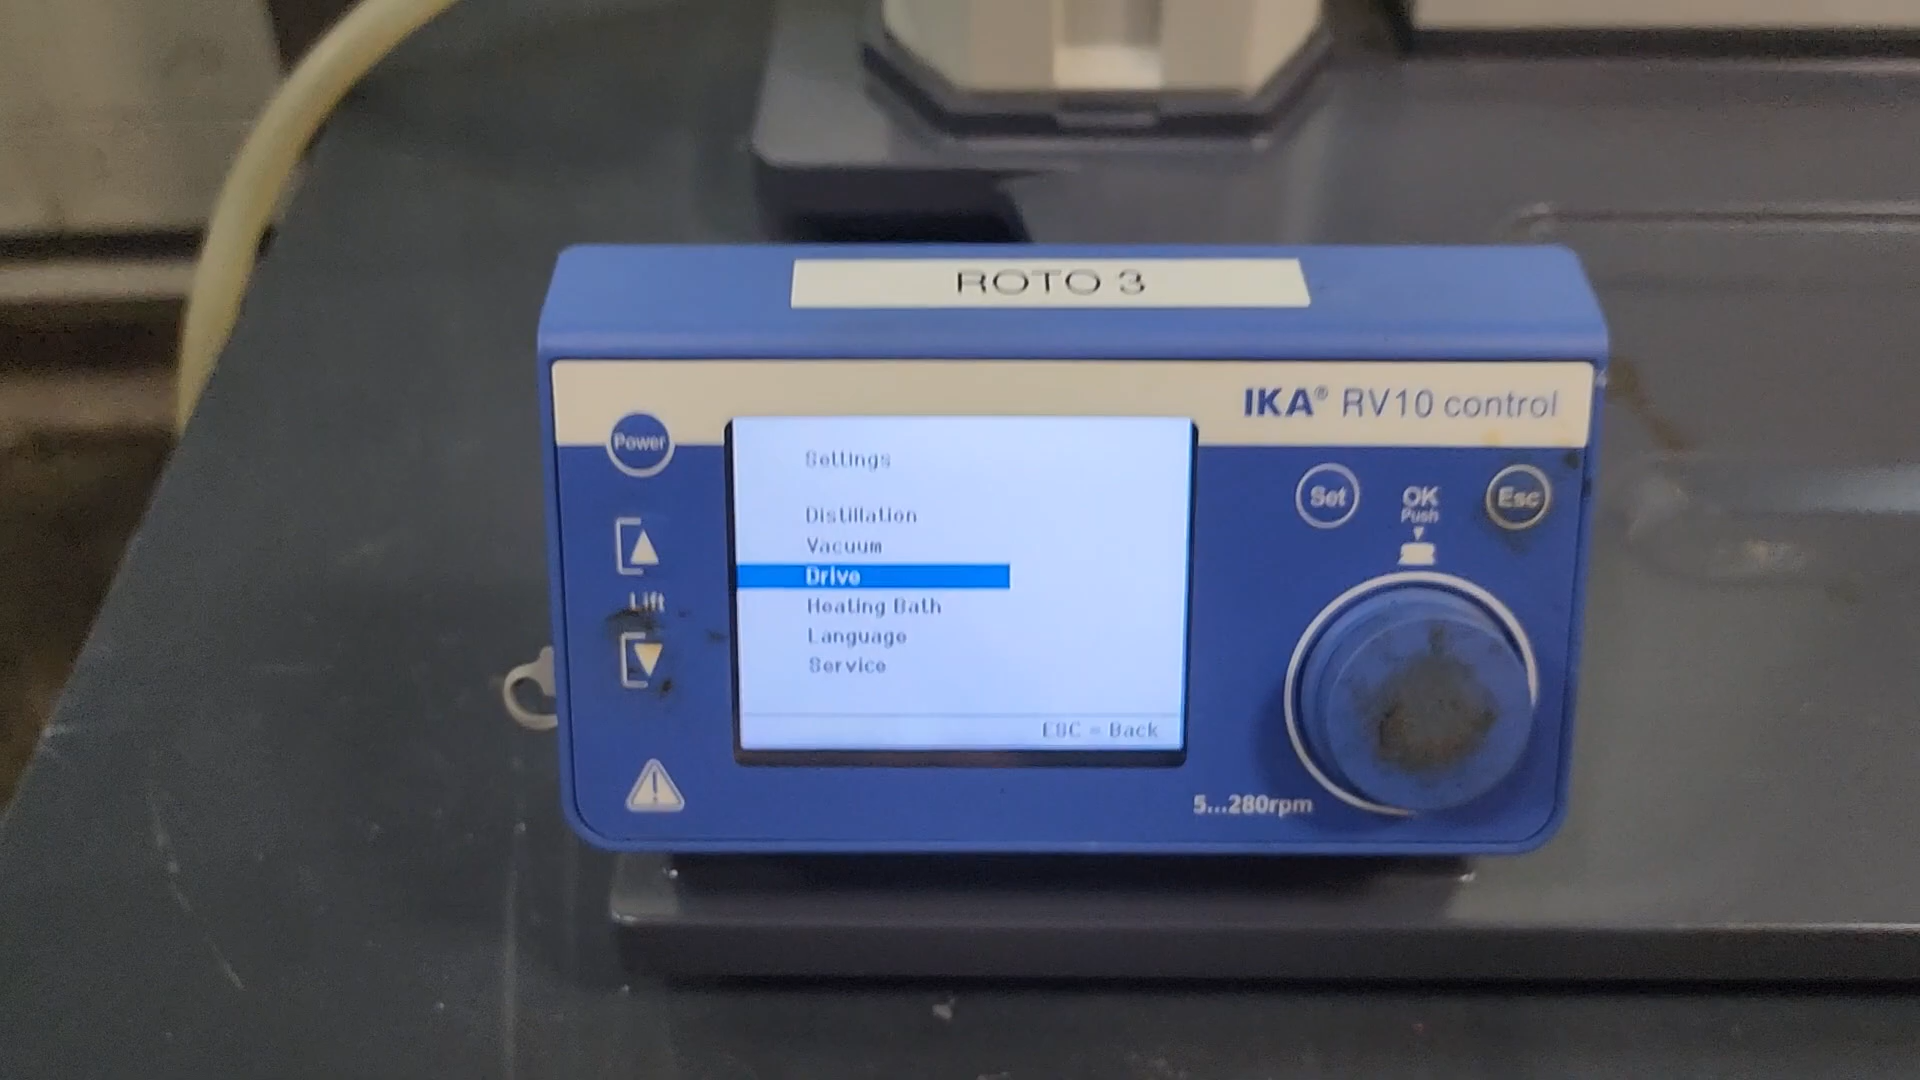 ROTO 3
IKA® RV10 control
Power
Settings
Distillation
Vacuum
Drive
Heating Bath
Language
Service
ESC = Back
Lift
Set
OK
Push
Esc
5...280rpm